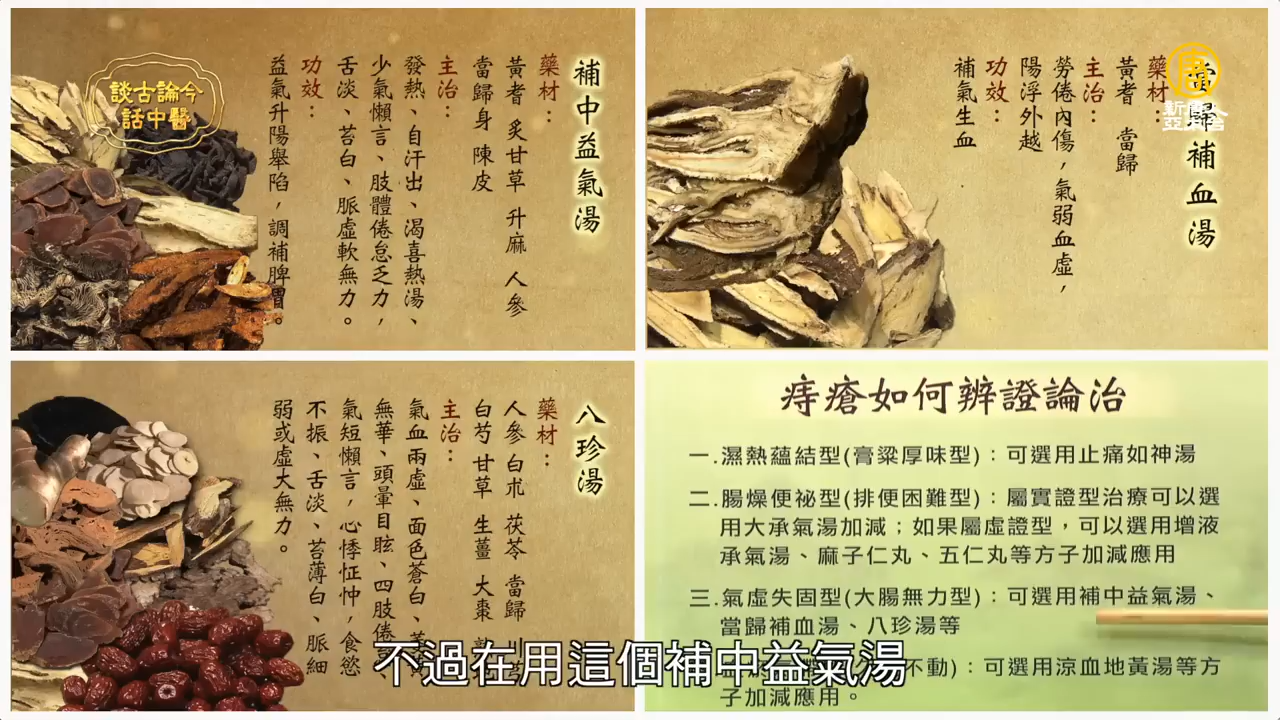 談古論今
話中醫
補中益氣湯
藥材：
黃耆 炙甘草 升麻 人參
當歸身 陳皮
主治：
發熱、自汗出、渴喜熱湯、
少氣懶言、肢體倦怠乏力，
舌淡、苔白、脈虛軟無力。
功效：
益氣升陽舉陷，調補脾胃。
補血湯
藥材：
黃耆 當歸
主治：
勞倦內傷，氣弱血虛，
陽浮外越
功效：
補氣生血
八珍湯
藥材：
人參 白朮 茯苓 當歸
白芍 甘草 生薑 大棗
主治：
氣血兩虛、面色蒼白、
無華、頭暈目眩、四肢倦
氣短懶言，心悸怔忡，食慾
不振、舌淡、苔薄白、脈細
弱或虛大無力。
痔瘡如何辨證論治
一.濕熱蘊結型(膏粱厚味型)：可選用止痛如神湯
二.腸燥便祕型(排便困難型)：屬實證型治療可以選
用大承氣湯加減；如果屬虛證型，可以選用增液
承氣湯、麻子仁丸、五仁丸等方子加減應用
三.氣虛失固型(大腸無力型)：可選用補中益氣湯、
當歸補血湯、八珍湯等
不動)：可選用涼血地黃湯等方
子加減應用。
不過在用這個補中益氣湯